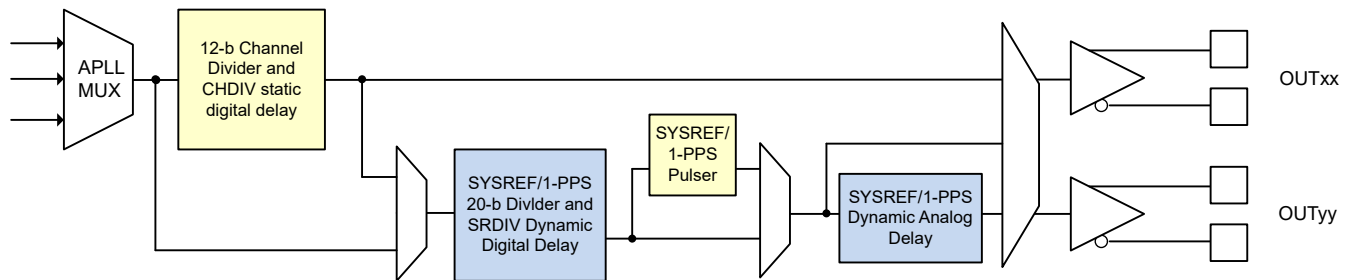 APLL
MUX
12-b Channel
Divider and
CHDIV static
digital delay
SYSREF/1-PPS
20-b Divider and
SRDIV Dynamic
Digital Delay
SYSREF/
1-PPS
Pulser
SYSREF/1-PPS
Dynamic Analog
Delay
OUTxx
OUTyy